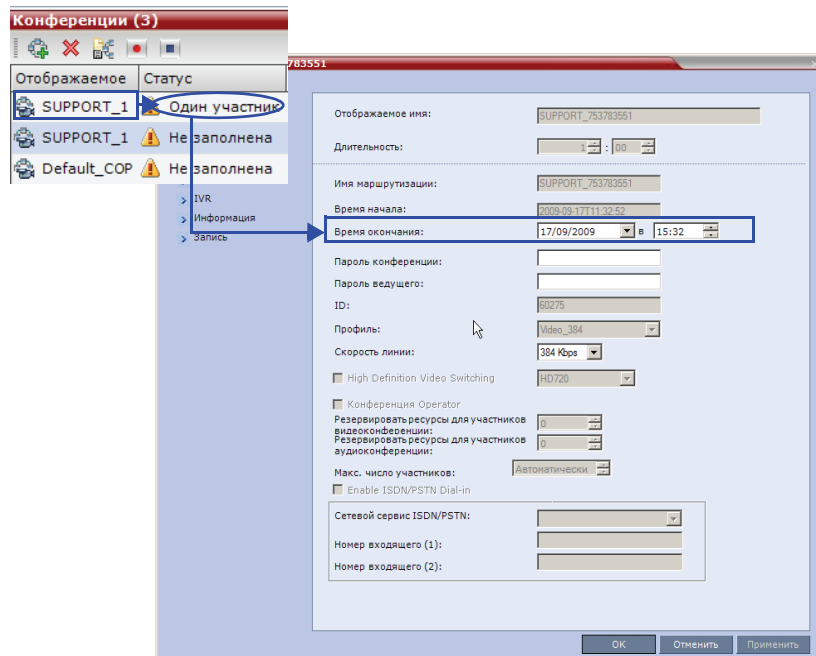 Конференции (3)
Отображаемое Статус
SUPPORT_1 Один участник
SUPPORT_1 Не заполнена
Default_COP Не заполнена
783551
IVR
Информация
Запись
Отображаемое имя: SUPPORT_753783551
Длительность: 1 : 00
Имя маршрутизации: SUPPORT_753783551
Время начала: 2009-09-17T11:32:52
Время окончания: 17/09/2009 в 15:32
Пароль конференции:
Пароль ведущего:
ID: 60275
Профиль: Video_384
Скорость линии: 384 Kbps
High Definition Video Switching HD720
Конференция Operator
Резервировать ресурсы для участников
видеоконференции: 0
Резервировать ресурсы для участников
аудиоконференции: 0
Макс. число участников: Автоматически
Enable ISDN/PSTN Dial-in
Сетевой сервис ISDN/PSTN:
Номер входящего (1):
Номер входящего (2):
OK Отменить Применить